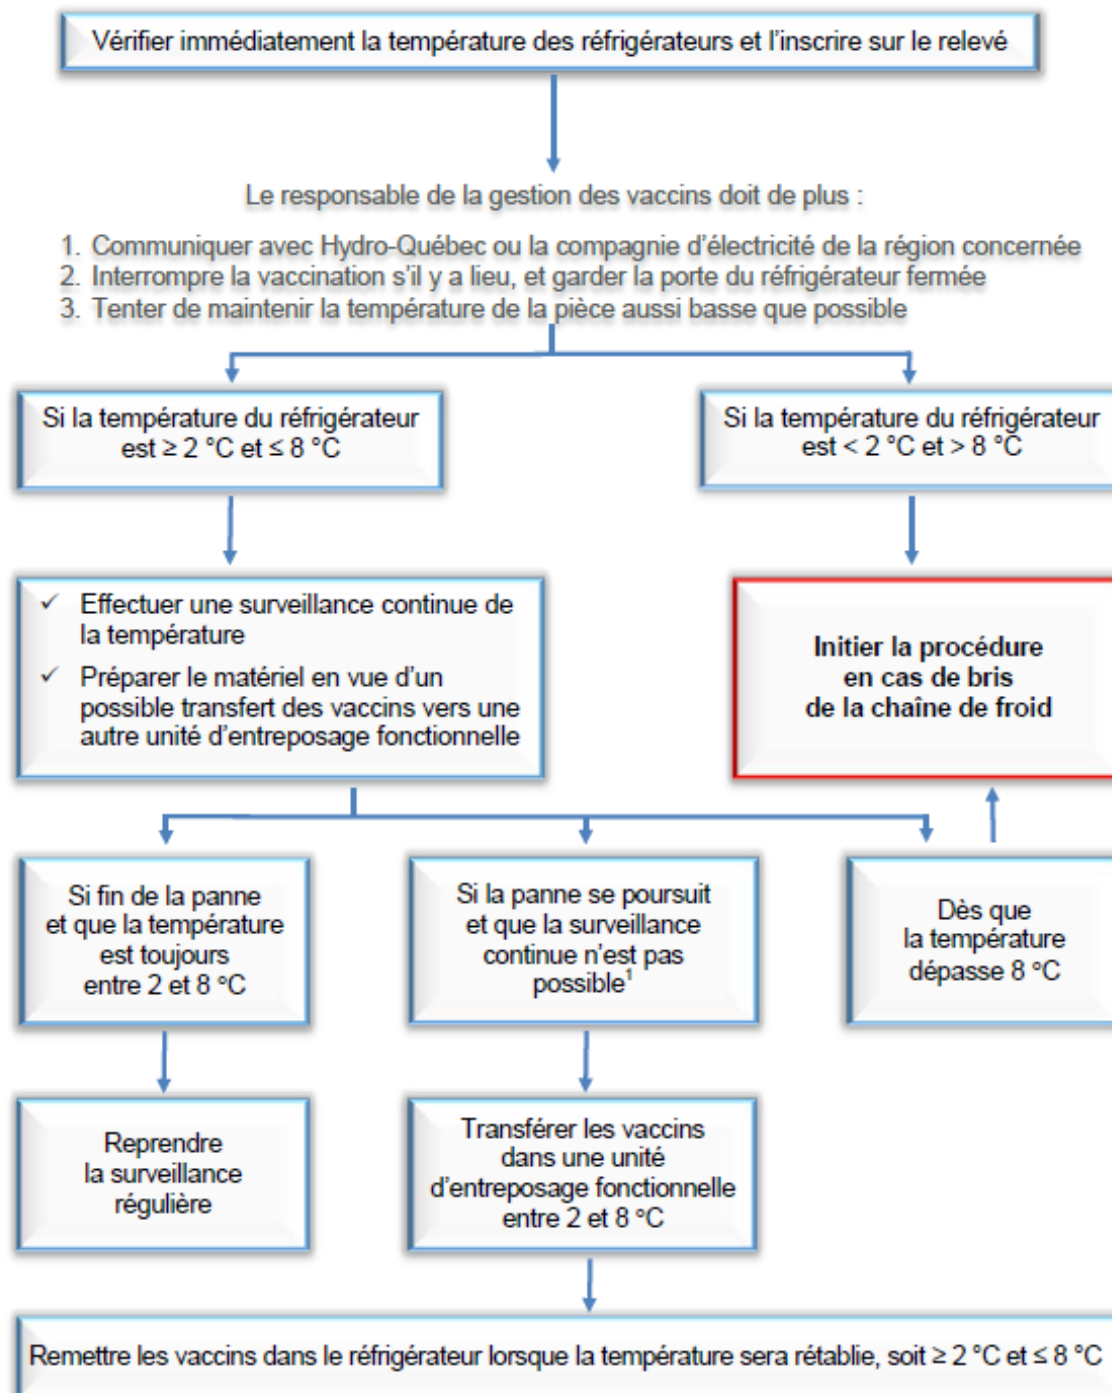 Vérifier immédiatement la température des réfrigérateurs et l'inscrire sur le relevé
Le responsable de la gestion des vaccins doit de plus :
1. Communiquer avec Hydro-Québec ou la compagnie d'électricité de la région concernée
2. Interrompre la vaccination s'il y a lieu, et garder la porte du réfrigérateur fermée
3. Tenter de maintenir la température de la pièce aussi basse que possible
Si la température du réfrigérateur
est ≥ 2 °C et ≤ 8 °C
Si la température du réfrigérateur
est < 2 °C et > 8 °C
✓ Effectuer une surveillance continue de
la température
✓ Préparer le matériel en vue d'un
possible transfert des vaccins vers une
autre unité d'entreposage fonctionnelle
Initier la procédure
en cas de bris
de la chaîne de froid
Si fin de la panne
et que la température
est toujours
entre 2 et 8 °C
Si la panne se poursuit
et que la surveillance
continue n'est pas
possible¹
Dès que
la température
dépasse 8 °C
Reprendre
la surveillance
régulière
Transférer les vaccins
dans une unité
d'entreposage fonctionnelle
entre 2 et 8 °C
Remettre les vaccins dans le réfrigérateur lorsque la température sera rétablie, soit ≥ 2 °C et ≤ 8 °C